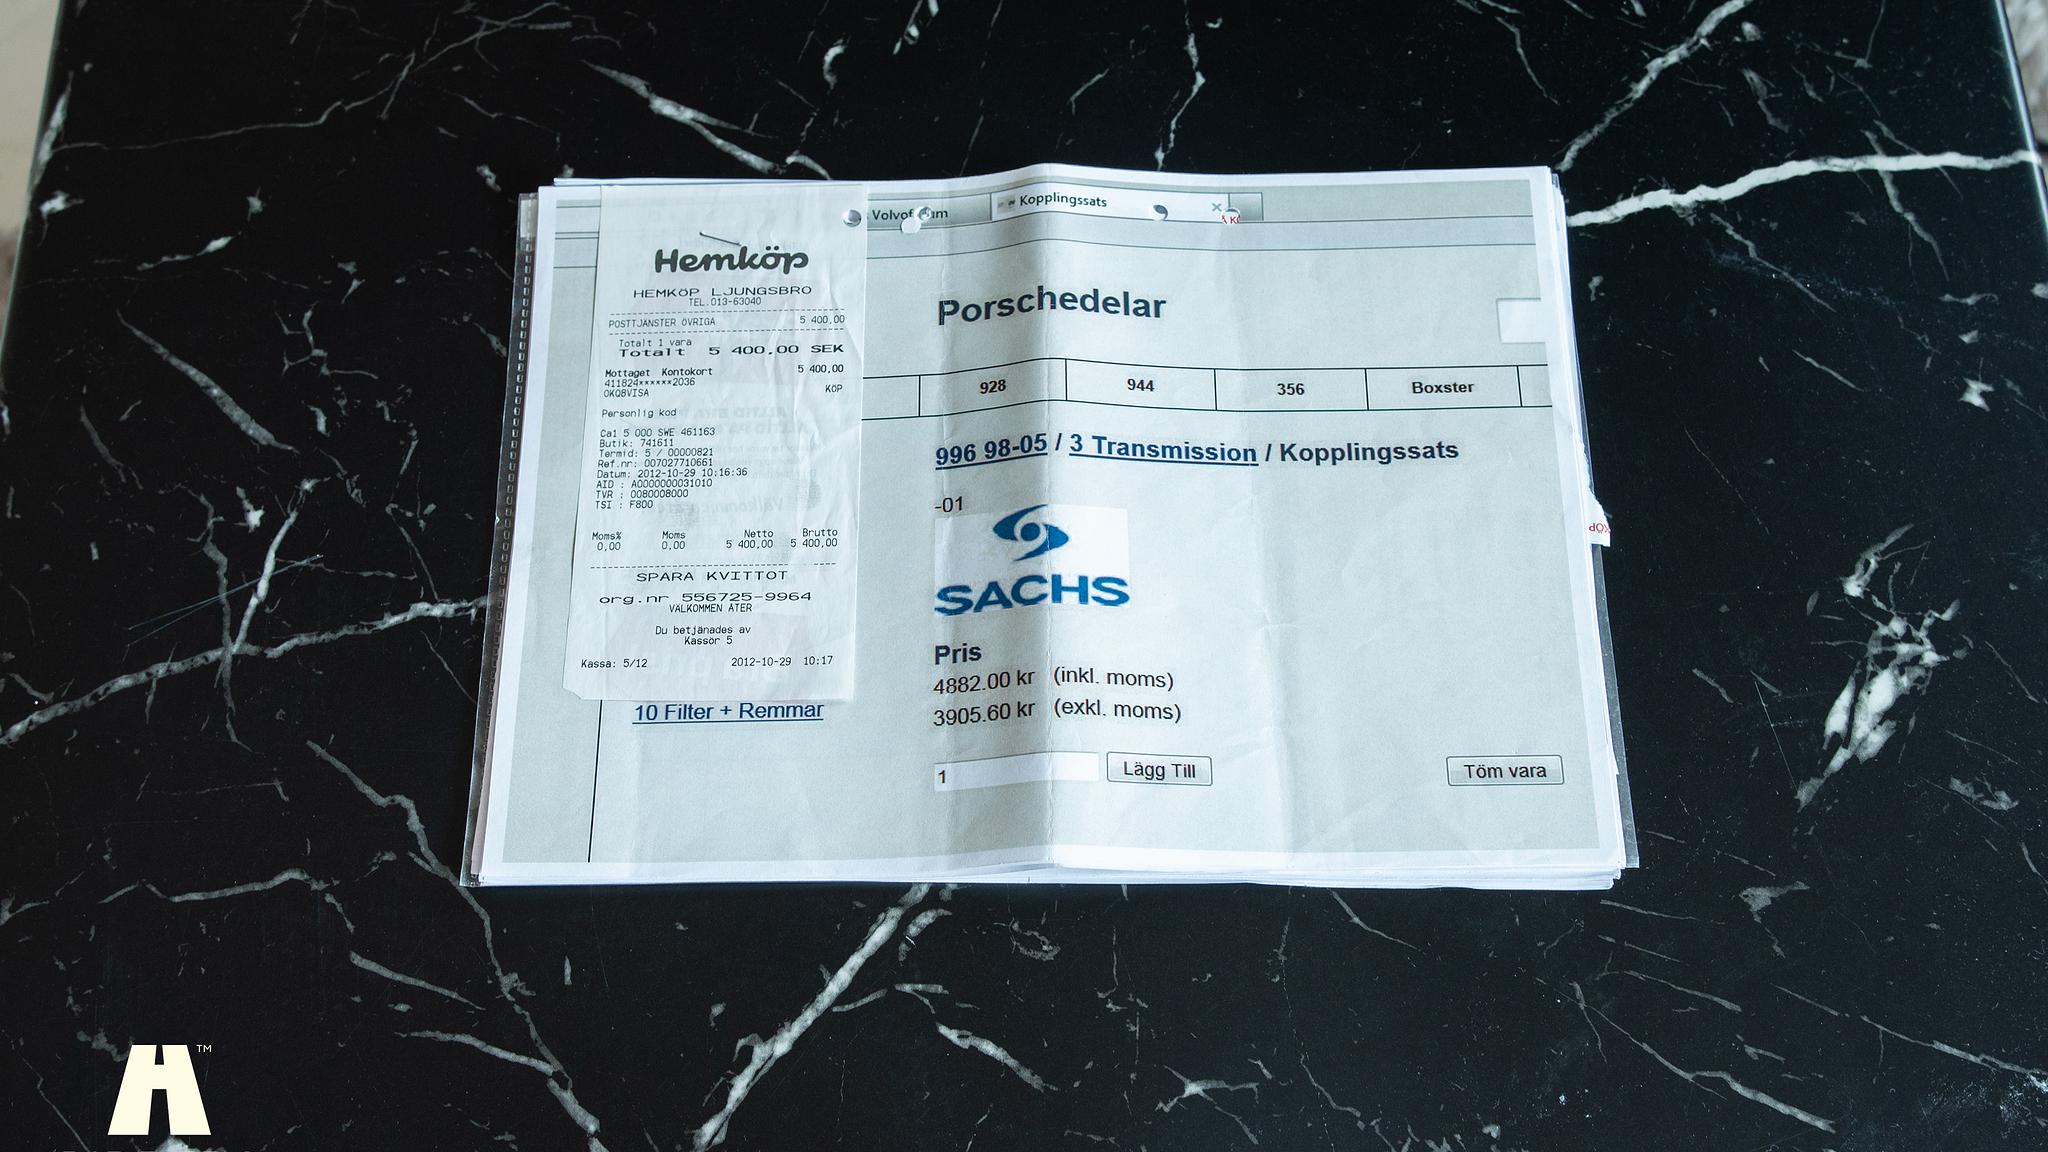 Hemköp
HEMKÖP LJUNGSBRO
TEL.013-63040
POSTTJÄNSTER ÖVRIGA 5 400,00
Totalt 1 vara
Totalt 5 400,00 SEK
Mottaget Kontokort 5 400,00
411824******2036 KÖP
OKQ8VISA
Personlig kod
Ca1 5 000 SWE 461163
Butik: 741611
Termid: 5 / 00000821
Ref.nr: 007027710661
Datum: 2012-10-29 10:16:36
AID : A0000000031010
TVR : 0080008000
TSI : F800
Moms% Moms Netto Brutto
0,00 0,00 5 400,00 5 400,00
SPARA KVITTOT
org.nr 556725-9964
VÄLKOMMEN ÅTER
Du betjänades av
Kassör 5
Kassa: 5/12 2012-10-29 10:17
10 Filter + Remmar
Kopplingssats
Porschedelar
928 944 356 Boxster
996 98-05 / 3 Transmission / Kopplingssats
-01
SACHS
Pris
4882.00 kr (inkl. moms)
3905.60 kr (exkl. moms)
1 Lägg Till Töm vara
H™